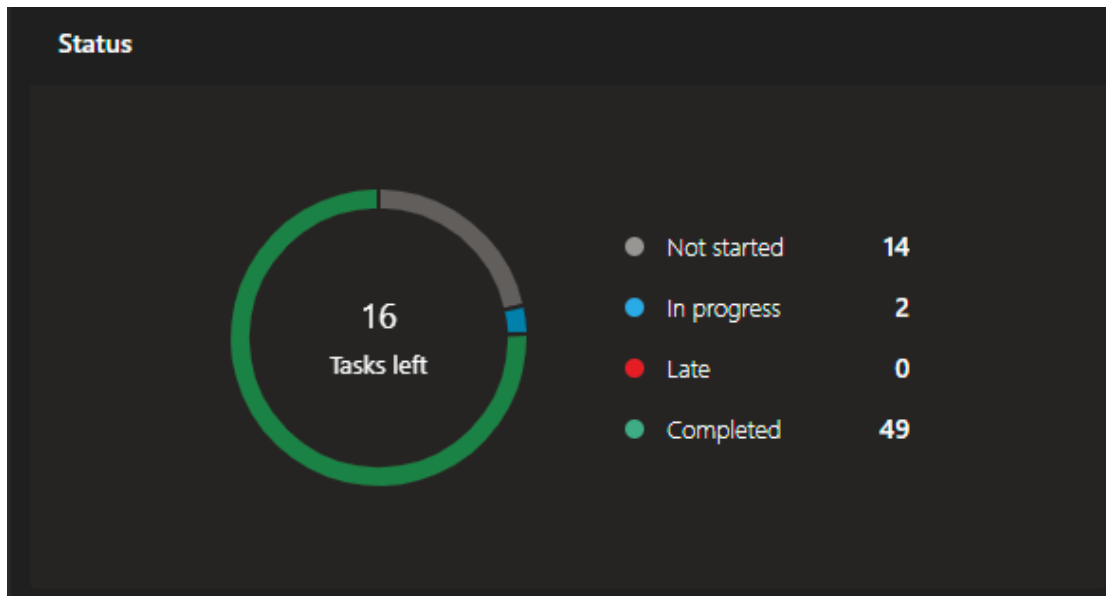 Status
16
Tasks left
Not started 14
In progress 2
Late 0
Completed 49